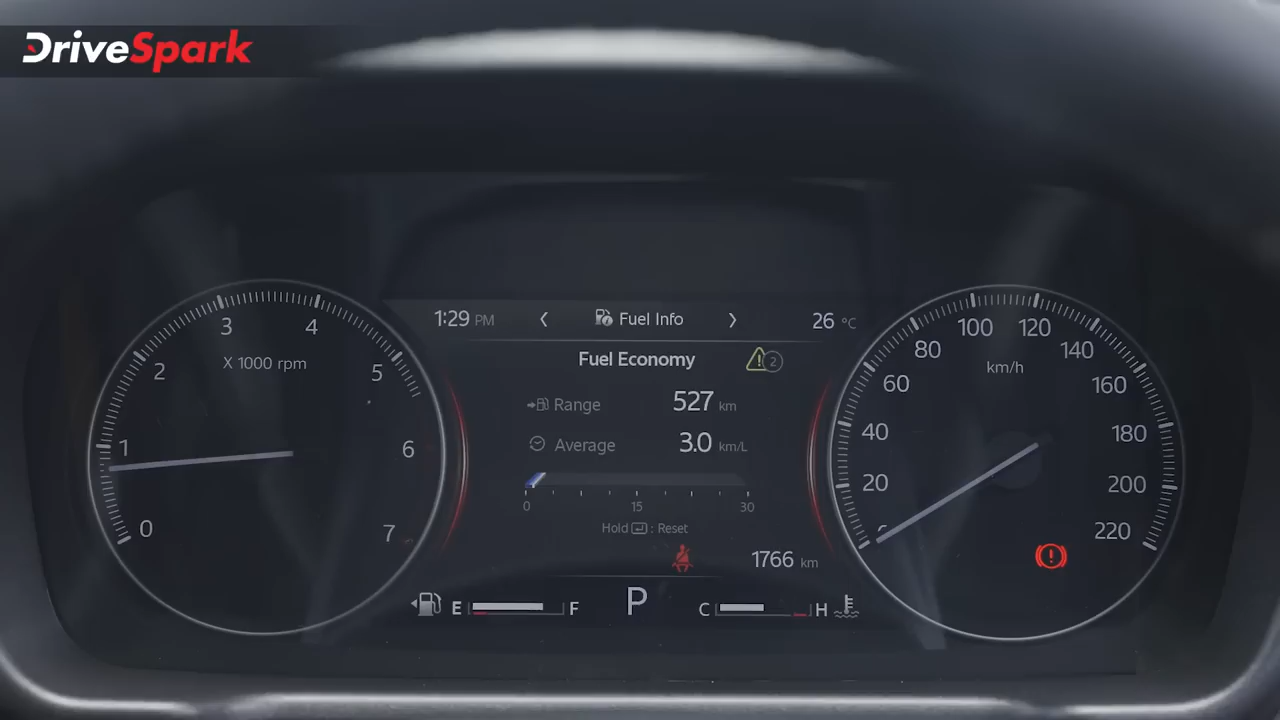 DriveSpark
1:29 PM
Fuel Info
26 °C
Fuel Economy
2
Range 527 km
Average 3.0 km/L
0 15 30
Hold : Reset
1766 km
E F
P
C H
0 1 2 3 4 5 6 7
X 1000 rpm
20 40 60 80 100 120 140 160 180 200 220
km/h